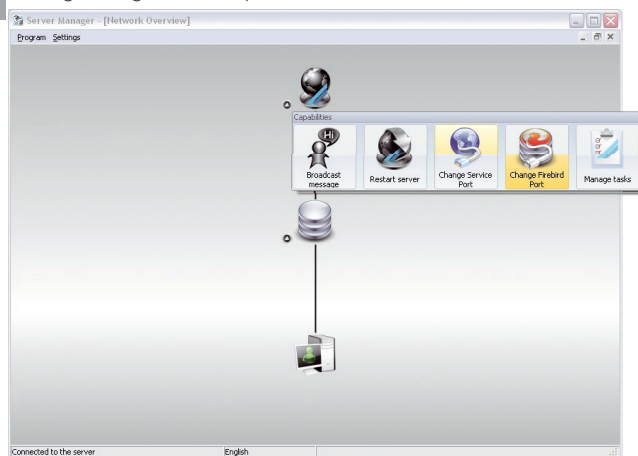 Server Manager - [Network Overview]
Program Settings
Capabilities
Hi
Broadcast message
Restart server
Change Service Port
Change Firebird Port
Manage tasks
Connected to the server
English